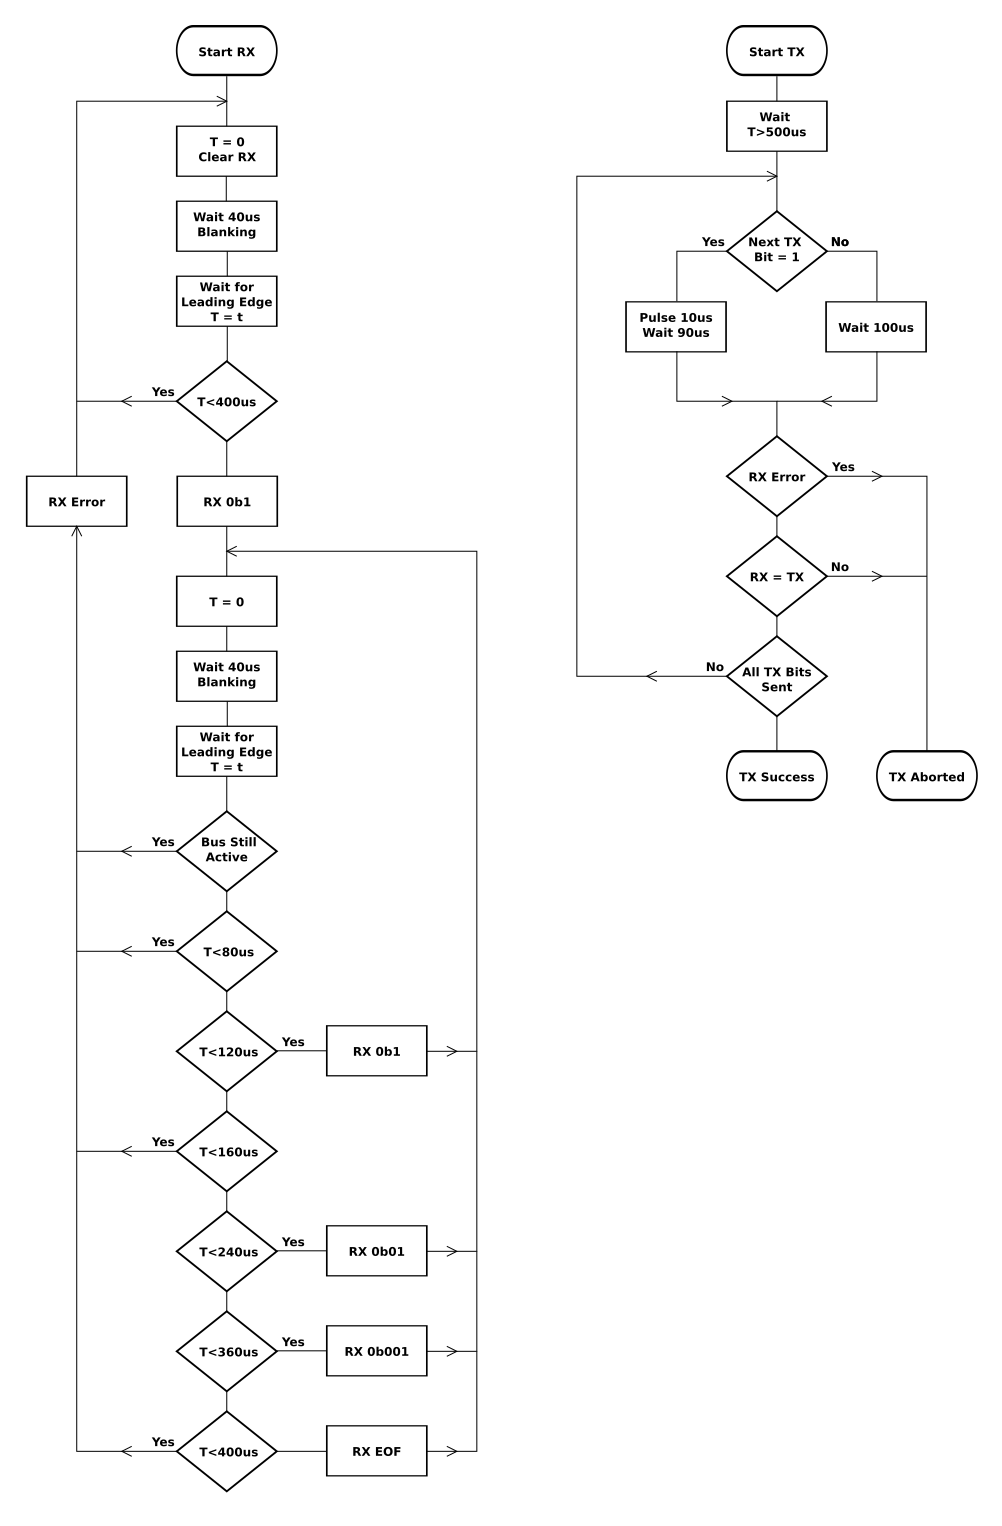 Start RX
T = 0
Clear RX
Wait 40us
Blanking
Wait for
Leading Edge
T = t
Yes
T<400us
RX Error
RX 0b1
T = 0
Wait 40us
Blanking
Wait for
Leading Edge
T = t
Yes
Bus Still
Active
Yes
T<80us
T<120us
Yes
RX 0b1
Yes
T<160us
T<240us
Yes
RX 0b01
T<360us
Yes
RX 0b001
Yes
T<400us
RX EOF
Start TX
Wait
T>500us
Yes
Next TX
Bit = 1
No
Pulse 10us
Wait 90us
Wait 100us
RX Error
Yes
RX = TX
No
No
All TX Bits
Sent
TX Success
TX Aborted